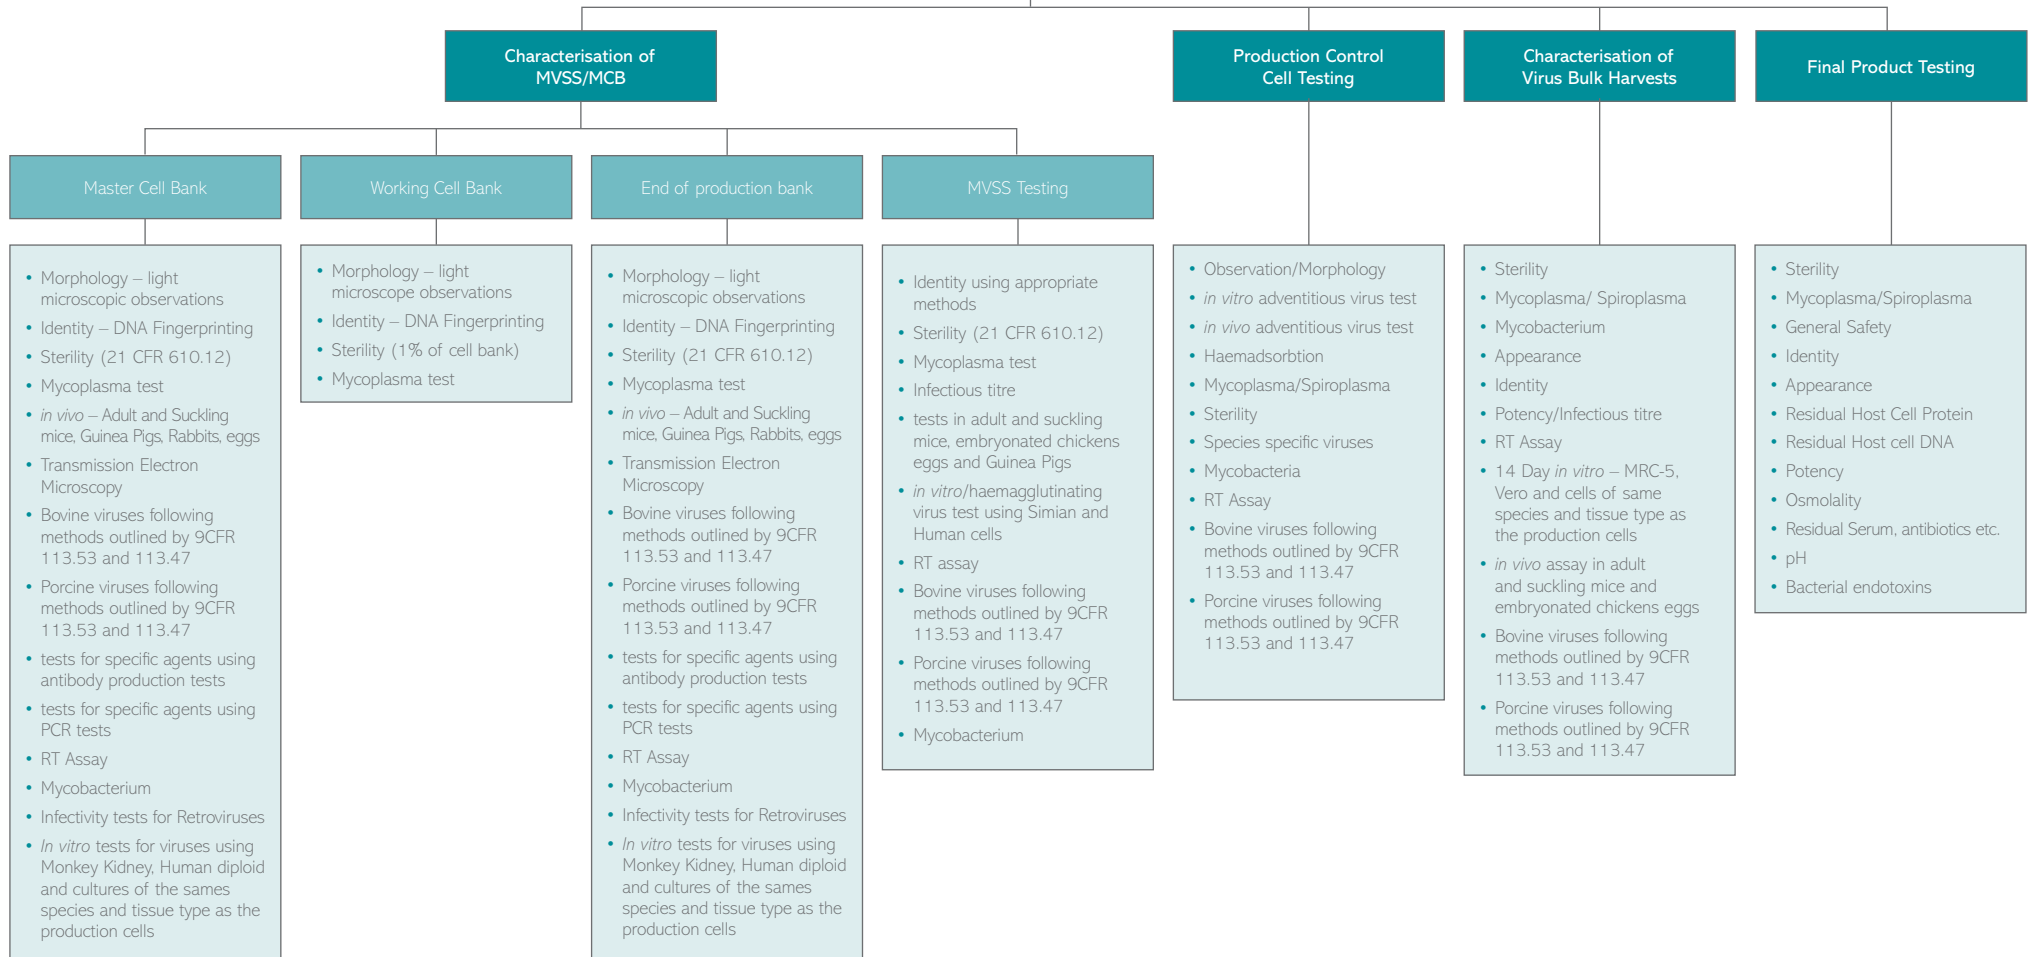 Characterisation of
MVSS/MCB
Production Control
Cell Testing
Characterisation of
Virus Bulk Harvests
Final Product Testing
Master Cell Bank
Working Cell Bank
End of production bank
MVSS Testing
• Morphology – light
microscopic observations
• Identity – DNA Fingerprinting
• Sterility (21 CFR 610.12)
• Mycoplasma test
• in vivo – Adult and Suckling
mice, Guinea Pigs, Rabbits, eggs
• Transmission Electron
Microscopy
• Bovine viruses following
methods outlined by 9CFR
113.53 and 113.47
• Porcine viruses following
methods outlined by 9CFR
113.53 and 113.47
• tests for specific agents using
antibody production tests
• tests for specific agents using
PCR tests
• RT Assay
• Mycobacterium
• Infectivity tests for Retroviruses
• In vitro tests for viruses using
Monkey Kidney, Human diploid
and cultures of the sames
species and tissue type as the
production cells
• Morphology – light
microscope observations
• Identity – DNA Fingerprinting
• Sterility (1% of cell bank)
• Mycoplasma test
• Morphology – light
microscopic observations
• Identity – DNA Fingerprinting
• Sterility (21 CFR 610.12)
• Mycoplasma test
• in vivo – Adult and Suckling
mice, Guinea Pigs, Rabbits, eggs
• Transmission Electron
Microscopy
• Bovine viruses following
methods outlined by 9CFR
113.53 and 113.47
• Porcine viruses following
methods outlined by 9CFR
113.53 and 113.47
• tests for specific agents using
antibody production tests
• tests for specific agents using
PCR tests
• RT Assay
• Mycobacterium
• Infectivity tests for Retroviruses
• In vitro tests for viruses using
Monkey Kidney, Human diploid
and cultures of the sames
species and tissue type as the
production cells
• Identity using appropriate
methods
• Sterility (21 CFR 610.12)
• Mycoplasma test
• Infectious titre
• tests in adult and suckling
mice, embryonated chickens
eggs and Guinea Pigs
• in vitro/haemagglutinating
virus test using Simian and
Human cells
• RT assay
• Bovine viruses following
methods outlined by 9CFR
113.53 and 113.47
• Porcine viruses following
methods outlined by 9CFR
113.53 and 113.47
• Mycobacterium
• Observation/Morphology
• in vitro adventitious virus test
• in vivo adventitious virus test
• Haemadsorbtion
• Mycoplasma/Spiroplasma
• Sterility
• Species specific viruses
• Mycobacteria
• RT Assay
• Bovine viruses following
methods outlined by 9CFR
113.53 and 113.47
• Porcine viruses following
methods outlined by 9CFR
113.53 and 113.47
• Sterility
• Mycoplasma/ Spiroplasma
• Mycobacterium
• Appearance
• Identity
• Potency/Infectious titre
• RT Assay
• 14 Day in vitro – MRC-5,
Vero and cells of same
species and tissue type as
the production cells
• in vivo assay in adult
and suckling mice and
embryonated chickens eggs
• Bovine viruses following
methods outlined by 9CFR
113.53 and 113.47
• Porcine viruses following
methods outlined by 9CFR
113.53 and 113.47
• Sterility
• Mycoplasma/Spiroplasma
• General Safety
• Identity
• Appearance
• Residual Host Cell Protein
• Residual Host cell DNA
• Potency
• Osmolality
• Residual Serum, antibiotics etc.
• pH
• Bacterial endotoxins